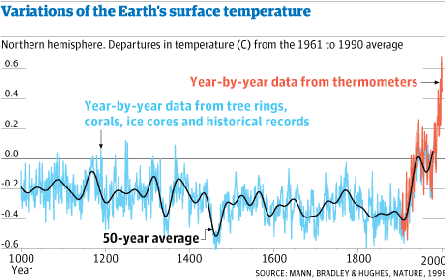 Variations of the Earth's surface temperature
Northern hemisphere. Departures in temperature (C) from the 1961 to 1990 average
0.6
Year-by-year data from thermometers
0.4
Year-by-year data from tree rings,
corals, ice cores and historical records
0.2
0.0
-0.2
-0.4
50-year average
-0.6
1000 1200 1400 1600 1800 2000
Year
SOURCE: MANN, BRADLEY & HUGHES, NATURE, 1998